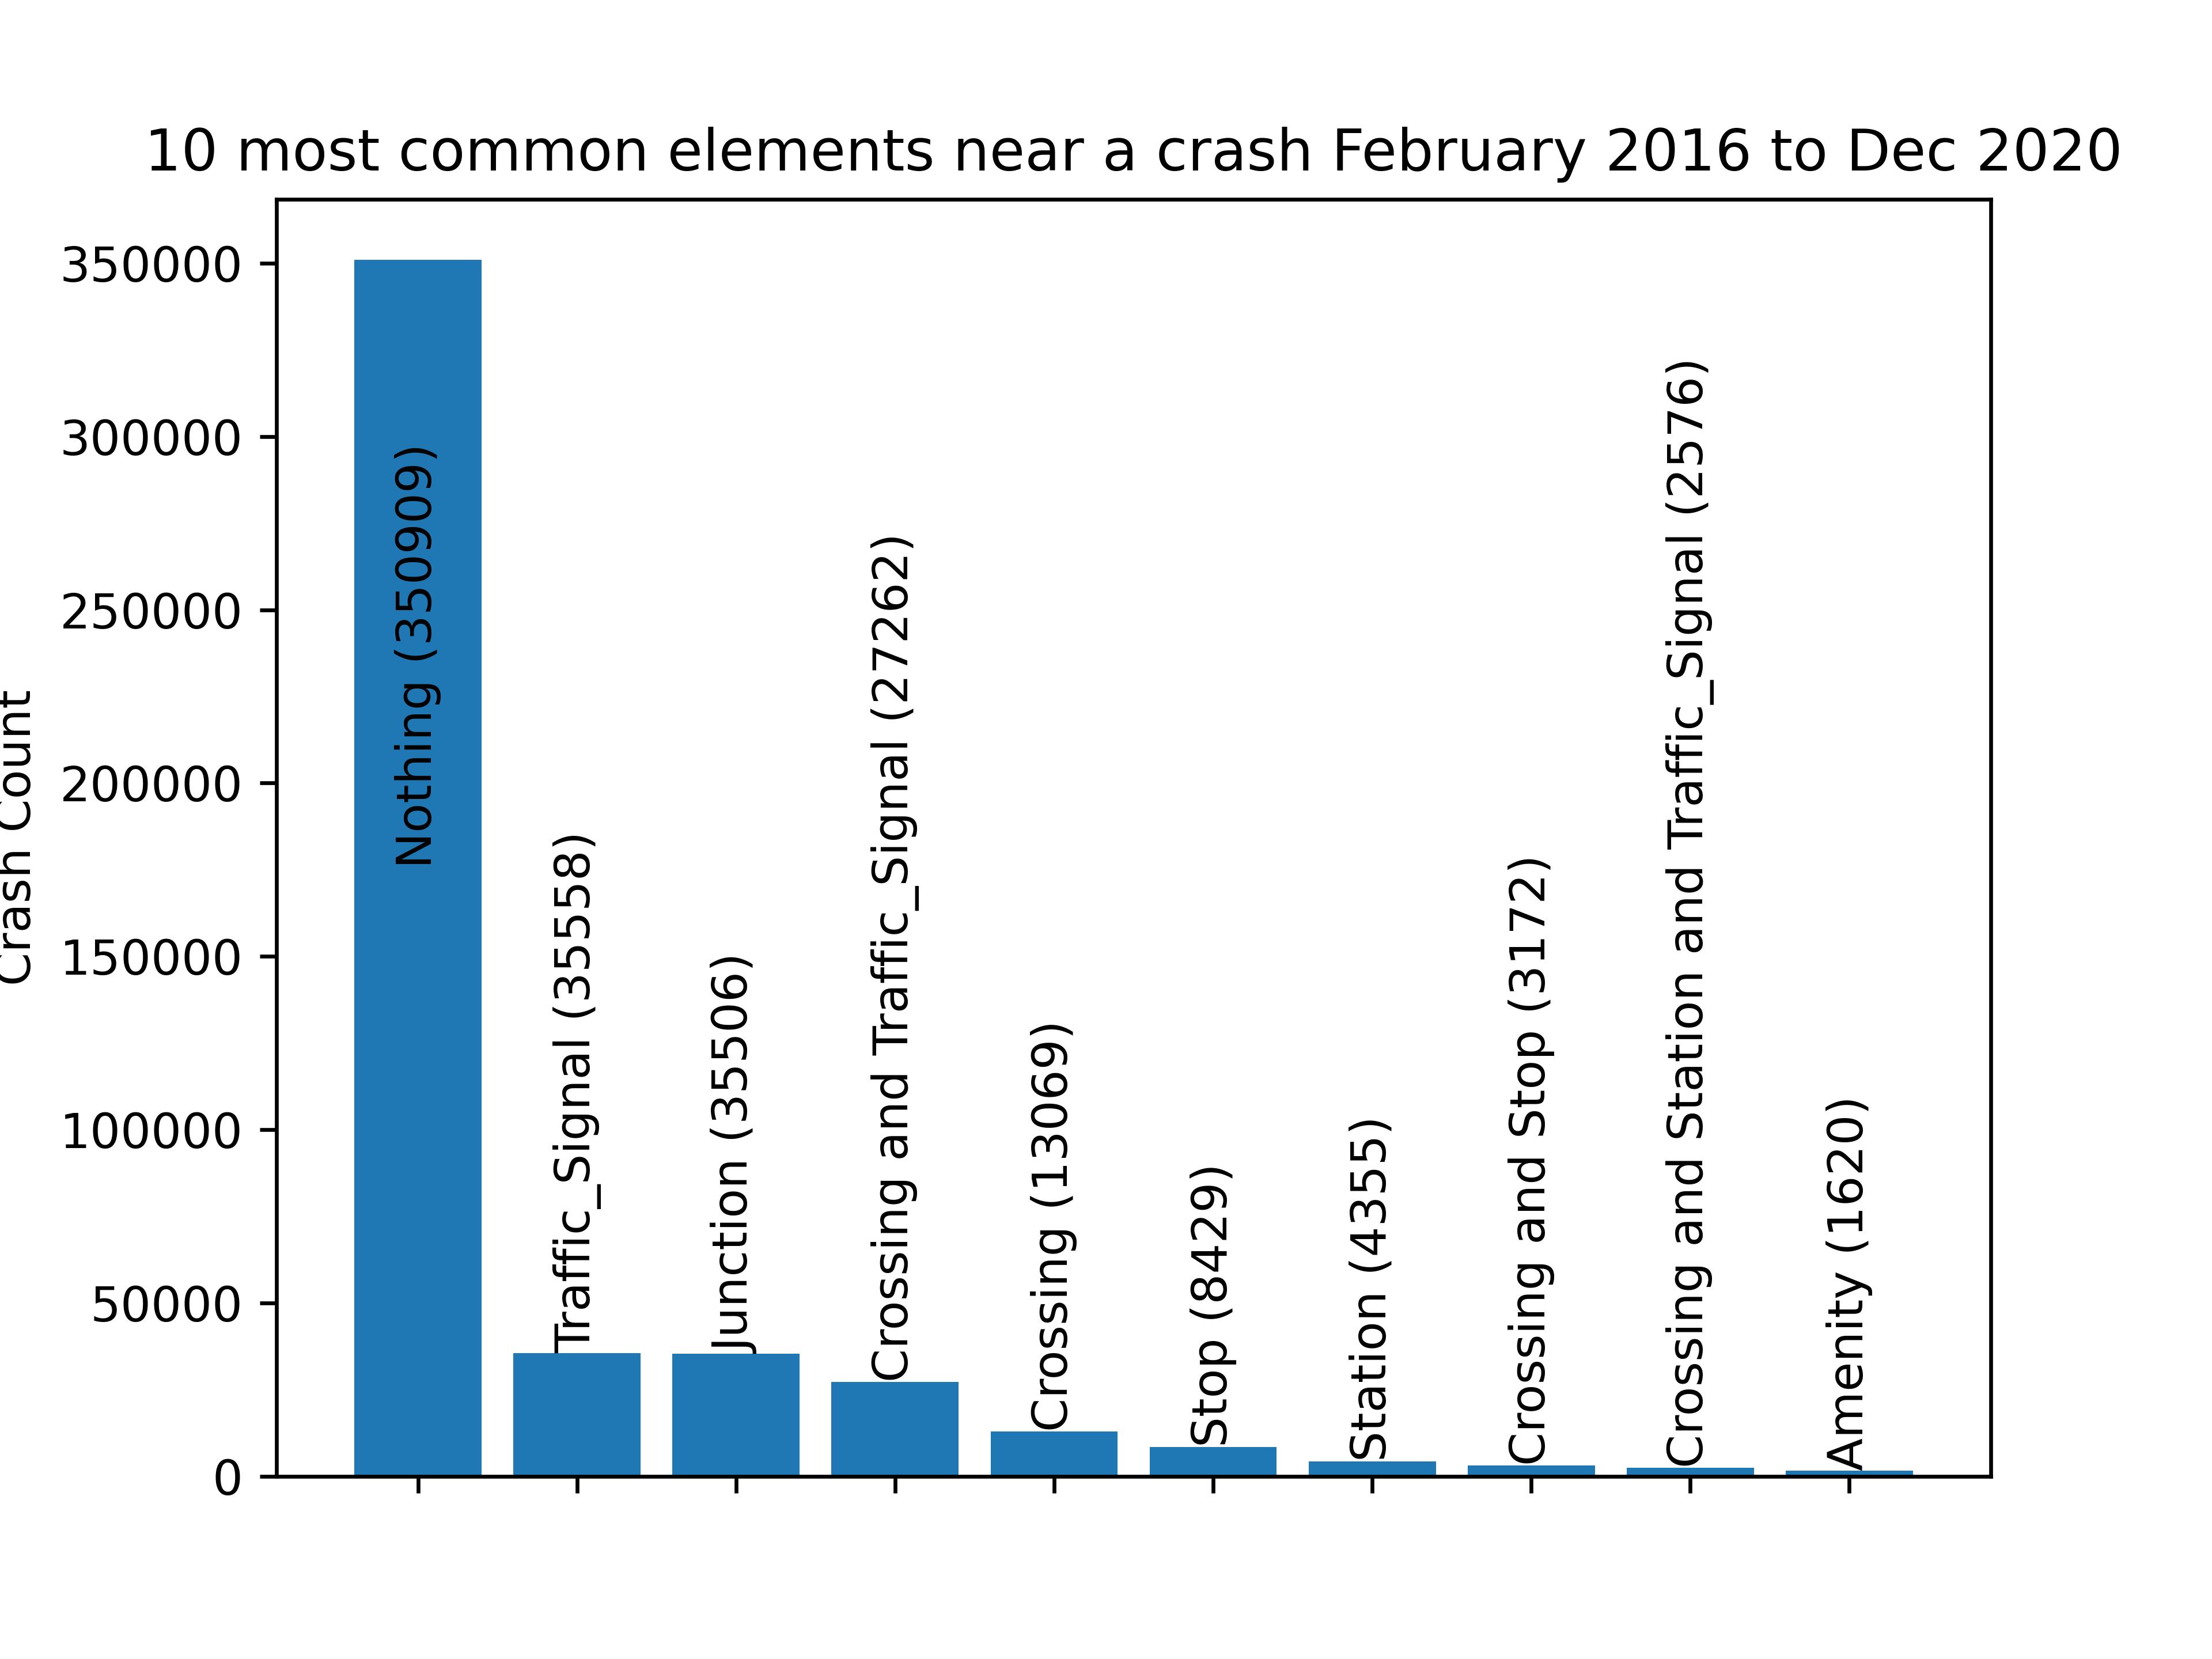 10 most common elements near a crash February 2016 to Dec 2020
Crash Count
350000
300000
250000
200000
150000
100000
50000
0
Nothing (350909)
Traffic_Signal (35558)
Junction (35506)
Crossing and Traffic_Signal (27262)
Crossing (13069)
Stop (8429)
Station (4355)
Crossing and Stop (3172)
Crossing and Station and Traffic_Signal (2576)
Amenity (1620)